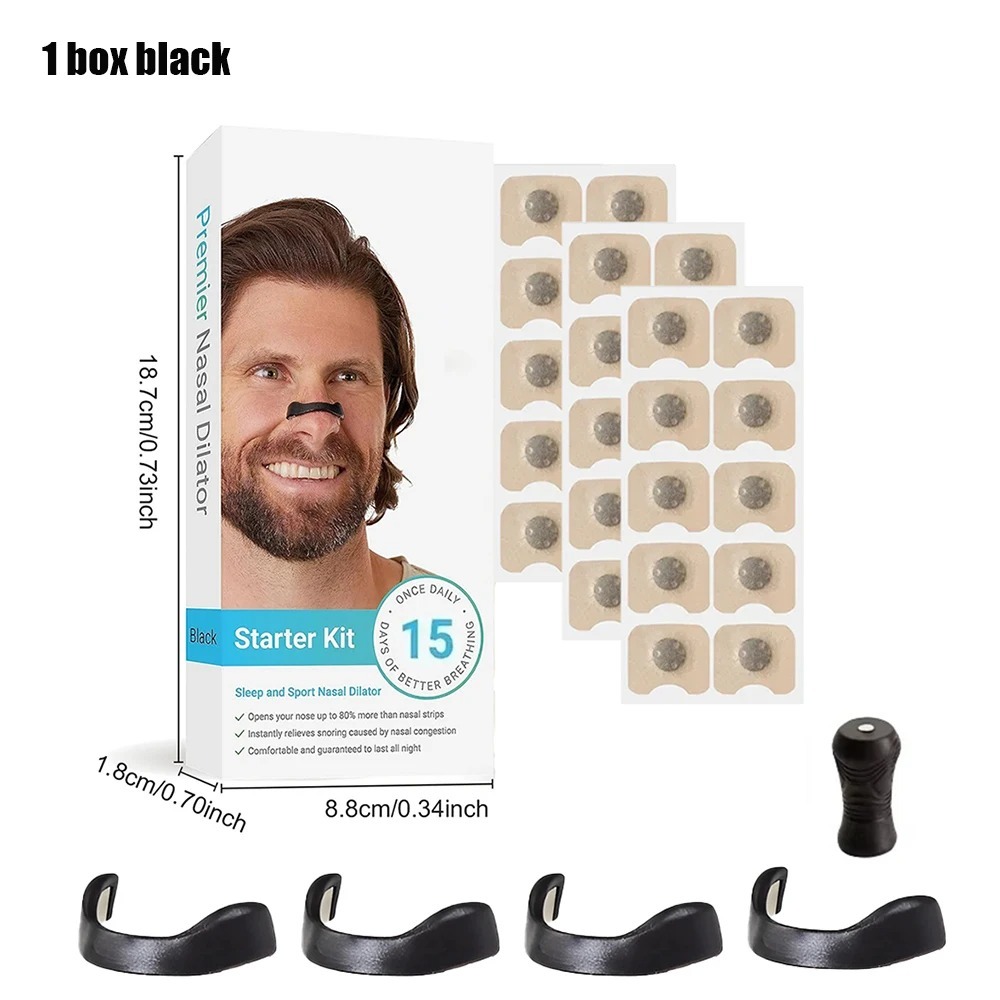 1 box black
Premier Nasal Dilator
18.7cm/0.73inch
ONCE DAILY
15
DAYS OF BETTER BREATHING
Black
Starter Kit
Sleep and Sport Nasal Dilator
✓ Opens your nose up to 80% more than nasal strips
✓ Instantly relieves snoring caused by nasal congestion
✓ Comfortable and guaranteed to last all night
1.8cm/0.70inch
8.8cm/0.34inch